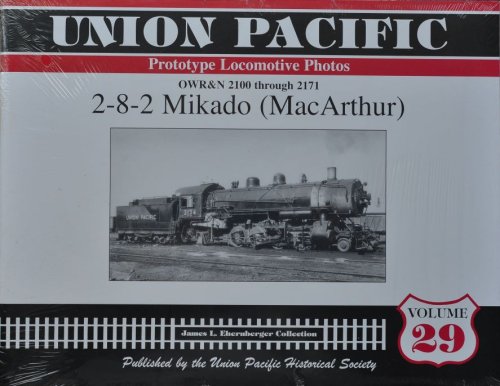 UNION PACIFIC
Prototype Locomotive Photos
OWR&N 2100 through 2171
2-8-2 Mikado (MacArthur)
UNION PACIFIC
James L. Ehernberger Collection
VOLUME
29
Published by the Union Pacific Historical Society